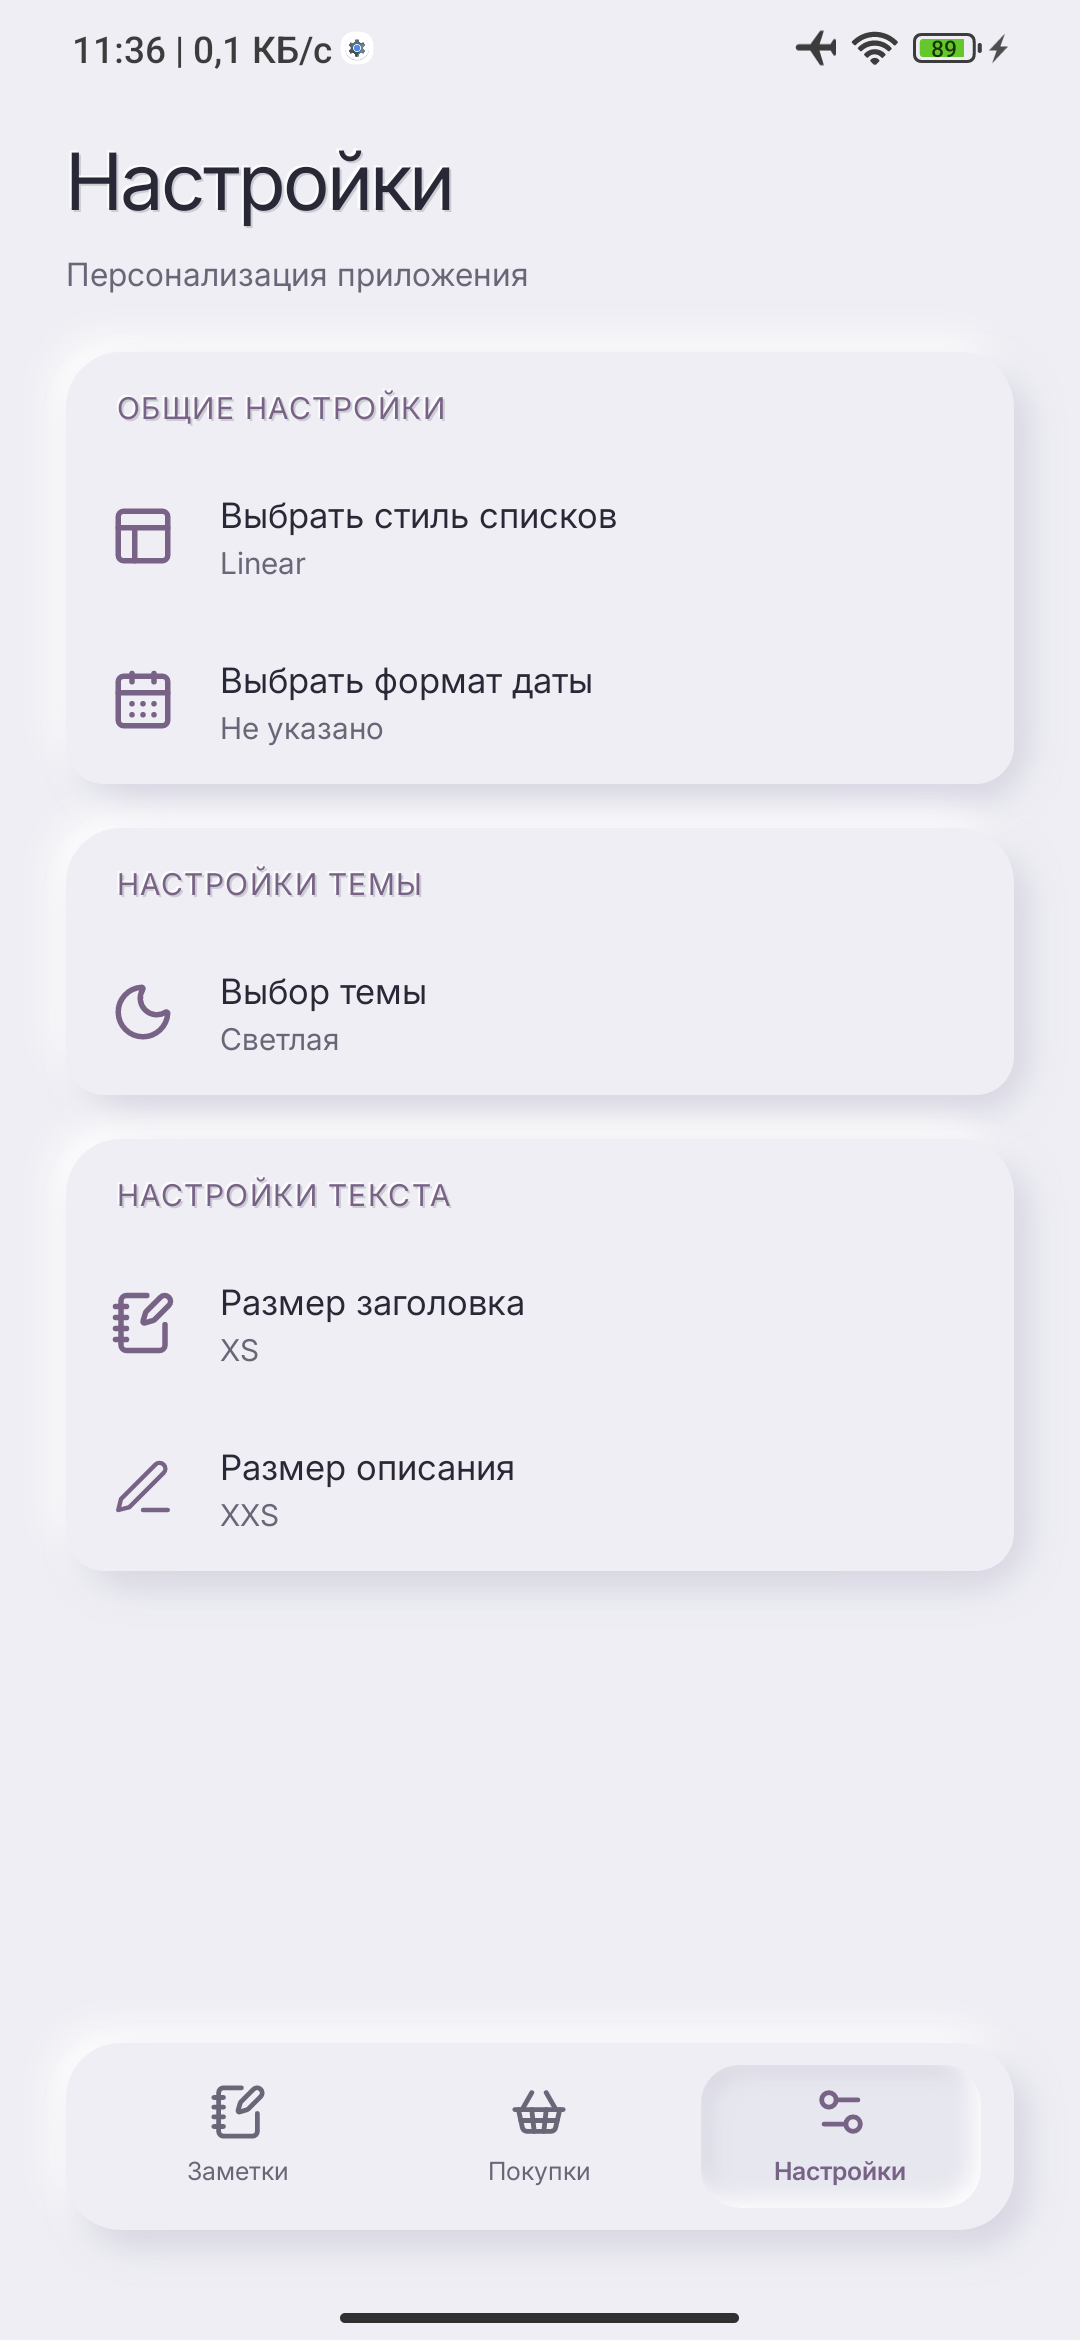 11:36 | 0,1 КБ/с
89
Настройки
Персонализация приложения
ОБЩИЕ НАСТРОЙКИ
Выбрать стиль списков
Linear
Выбрать формат даты
Не указано
НАСТРОЙКИ ТЕМЫ
Выбор темы
Светлая
НАСТРОЙКИ ТЕКСТА
Размер заголовка
XS
Размер описания
XXS
Заметки
Покупки
Настройки